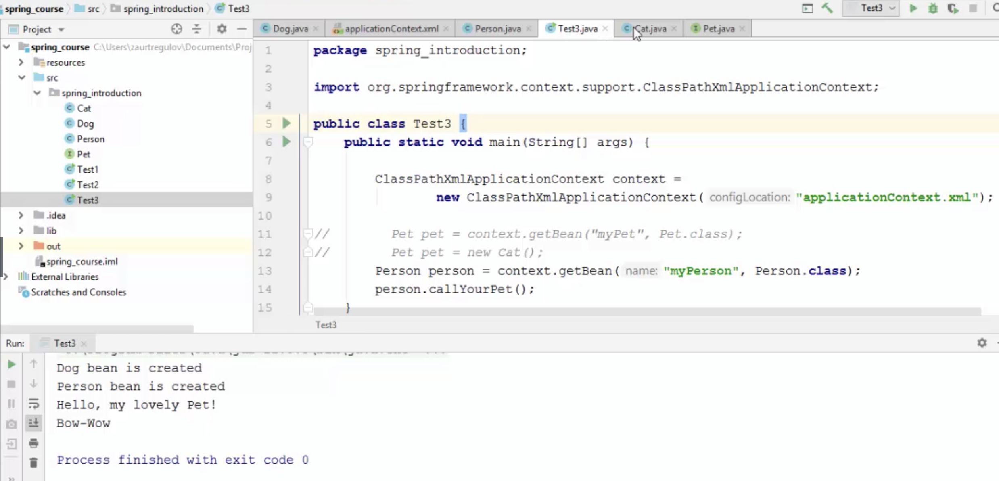 spring_course src spring_introduction Test3
Test3
Project
Dog.java applicationContext.xml Person.java Test3.java Cat.java Pet.java
spring_course C:\Users\zaurtregulov\Documents\Proj
resources
src
spring_introduction
Cat
Dog
Person
Pet
Test1
Test2
Test3
.idea
lib
out
spring_course.iml
External Libraries
Scratches and Consoles
1 package spring_introduction;
2
3 import org.springframework.context.support.ClassPathXmlApplicationContext;
4
5 public class Test3 {
6 public static void main(String[] args) {
7
8 ClassPathXmlApplicationContext context =
9 new ClassPathXmlApplicationContext( configLocation: "applicationContext.xml");
10
11 // Pet pet = context.getBean("myPet", Pet.class);
12 // Pet pet = new Cat();
13 Person person = context.getBean( name: "myPerson", Person.class);
14 person.callYourPet();
15 }
Test3
Run: Test3
Dog bean is created
Person bean is created
Hello, my lovely Pet!
Bow-Wow
Process finished with exit code 0